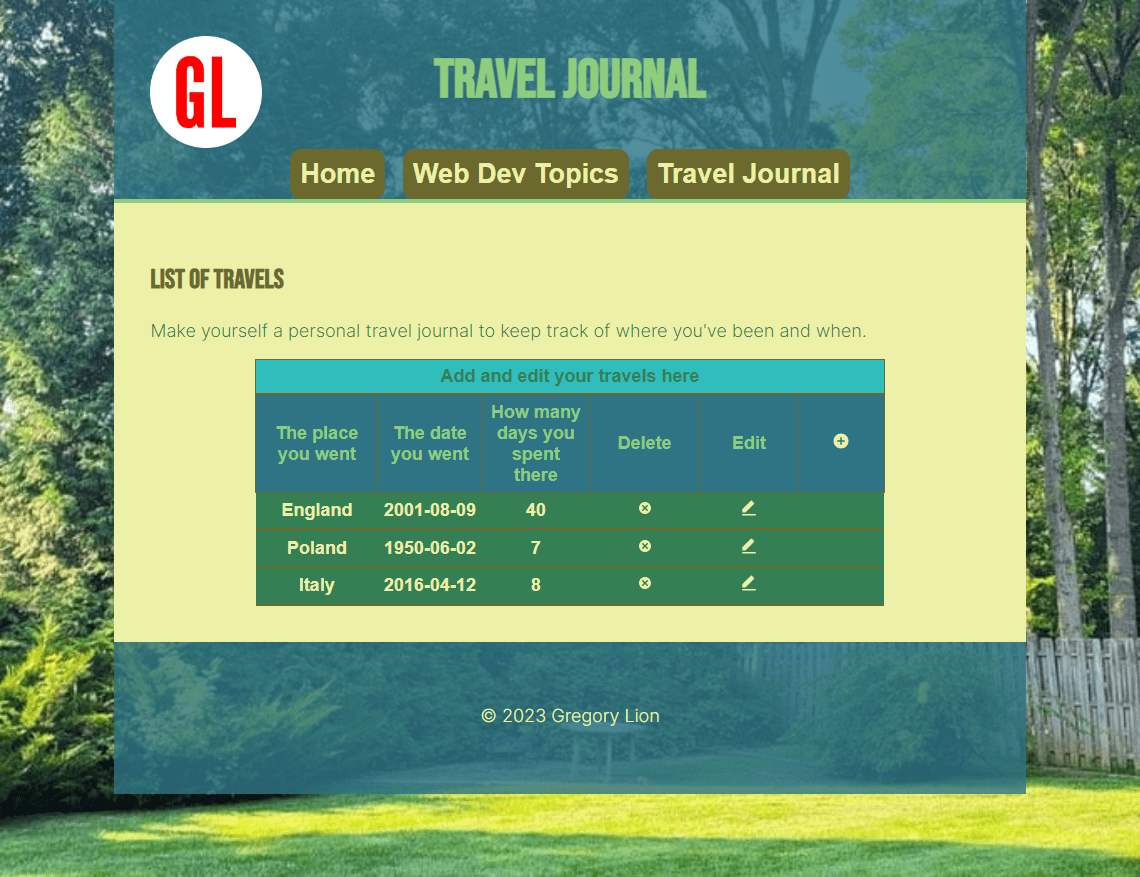 GL
TRAVEL JOURNAL
Home Web Dev Topics Travel Journal
LIST OF TRAVELS
Make yourself a personal travel journal to keep track of where you've been and when.
Add and edit your travels here
The place
you went
The date
you went
How many
days you
spent
there
Delete
Edit
England 2001-08-09 40
Poland 1950-06-02 7
Italy 2016-04-12 8
© 2023 Gregory Lion